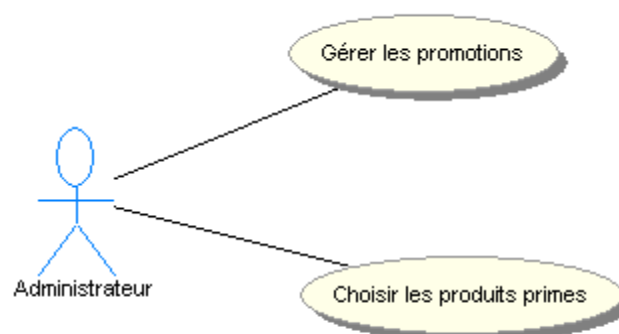 Gérer les promotions
Administrateur
Choisir les produits primes